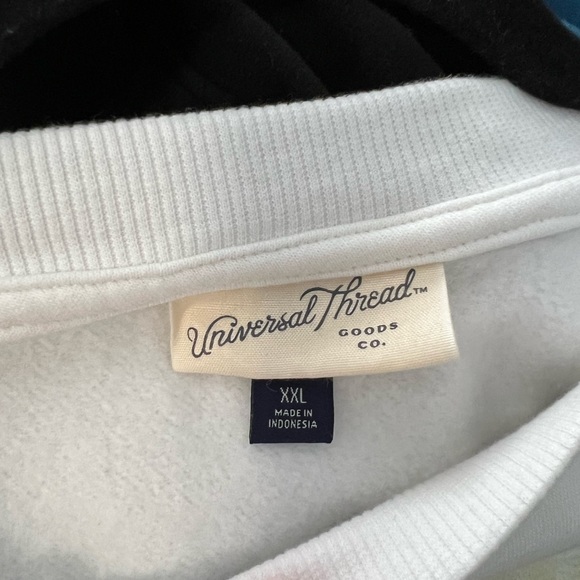 Universal Thread™
GOODS
CO.
XXL
MADE IN
INDONESIA